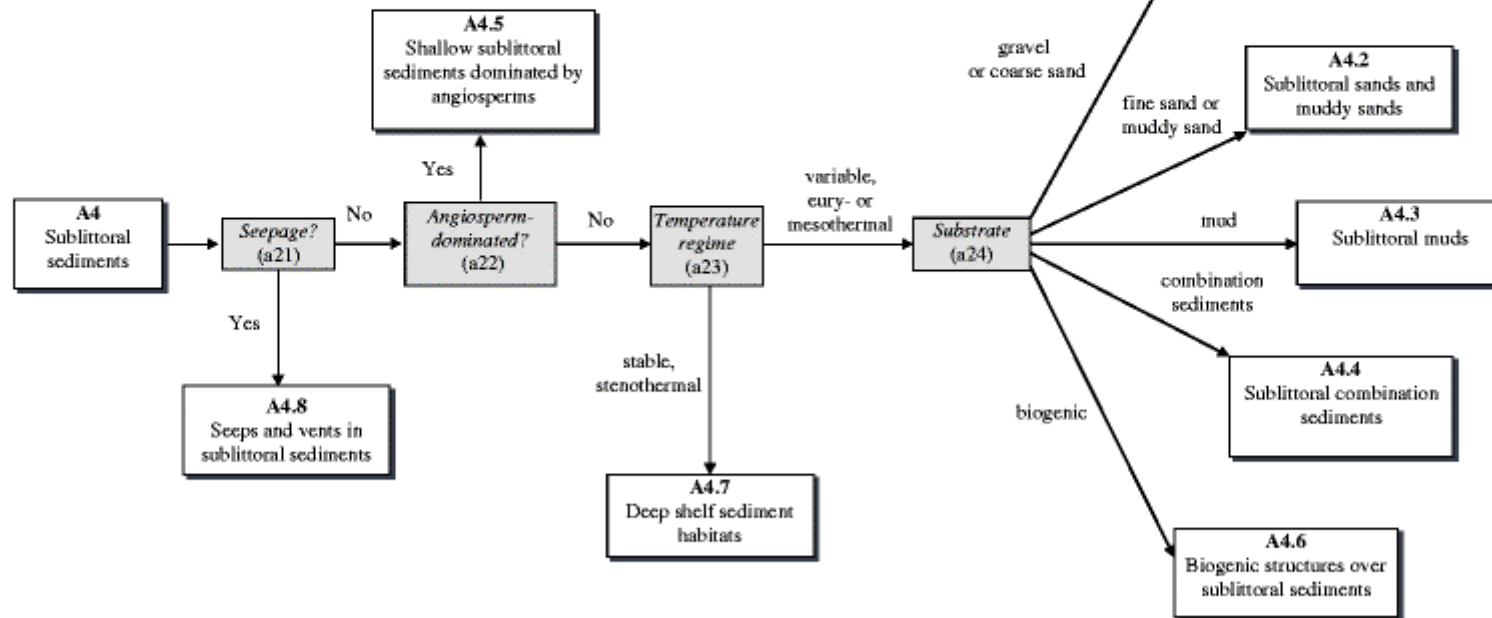 A4.5
Shallow sublittoral
sediments dominated by
angiosperms
gravel
or coarse sand
A4.2
Sublittoral sands and
muddy sands
fine sand or
muddy sand
Yes
variable,
eury- or
mesothermal
A4
Sublittoral
sediments
Seepage?
(a21)
No
Angiosperm-
dominated?
(a22)
No
Temperature
regime
(a23)
Substrate
(a24)
mud
A4.3
Sublittoral muds
combination
sediments
Yes
stable,
stenothermal
A4.4
Sublittoral combination
sediments
A4.8
Seeps and vents in
sublittoral sediments
biogenic
A4.7
Deep shelf sediment
habitats
A4.6
Biogenic structures over
sublittoral sediments